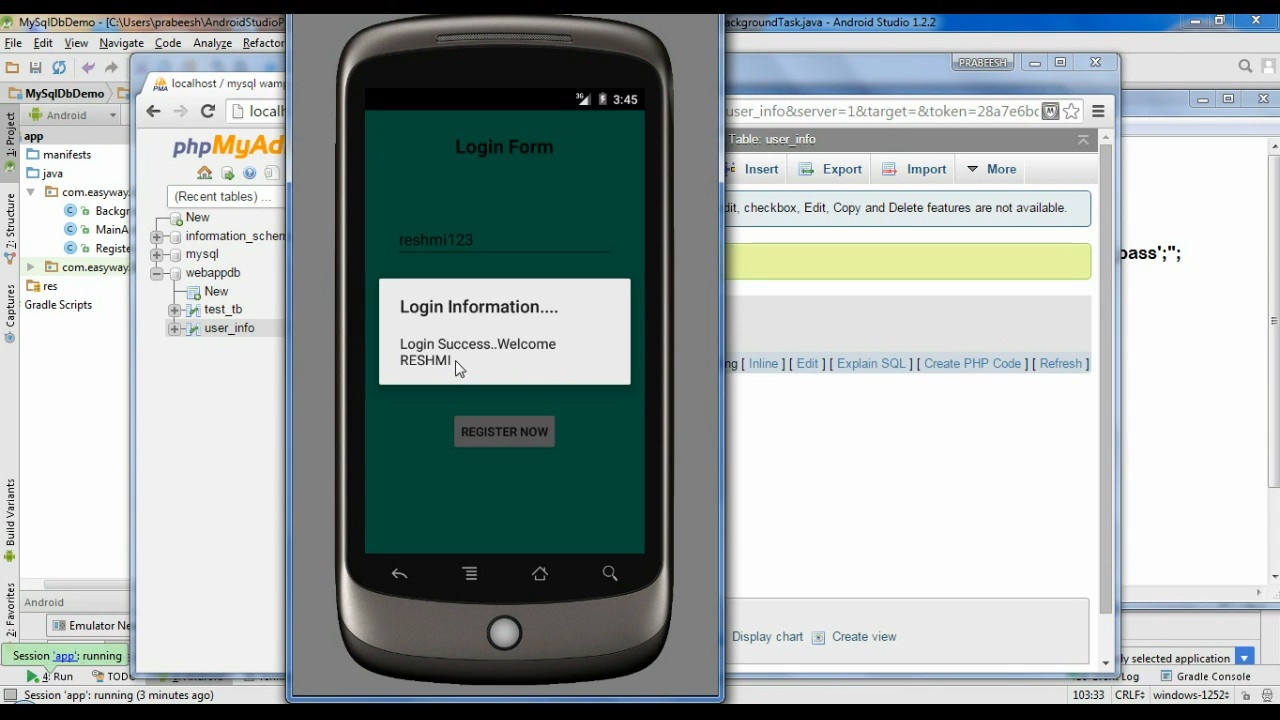 MySqlDbDemo - [C:\Users\prabeesh\AndroidStudioP
ackgroundTask.java - Android Studio 1.2.2
File Edit View Navigate Code Analyze Refactor
PRABEESH
localhost / mysql wamp
MySqlDbDemo
user_info&server=1&target=&token=28a7e6bc
Android
app
manifests
java
com.easyway
Backgr
MainA
Registe
com.easyway
res
Gradle Scripts
1: Project
7: Structure
Captures
Build Variants
2: Favorites
phpMyAd
(Recent tables) ...
New
information_schem
mysql
webappdb
New
test_tb
user_info
3G 3:45
Login Form
reshmi123
Login Information....
Login Success..Welcome
RESHMI
REGISTER NOW
Table: user_info
Insert Export Import More
dit, checkbox, Edit, Copy and Delete features are not available.
pass';";
ng [ Inline ] [ Edit ] [ Explain SQL ] [ Create PHP Code ] [ Refresh ]
Display chart Create view
Android
Emulator Ne
Session 'app': running
ly selected application
4: Run TODO
Gradle Console
Session 'app': running (3 minutes ago)
103:33 CRLF windows-1252